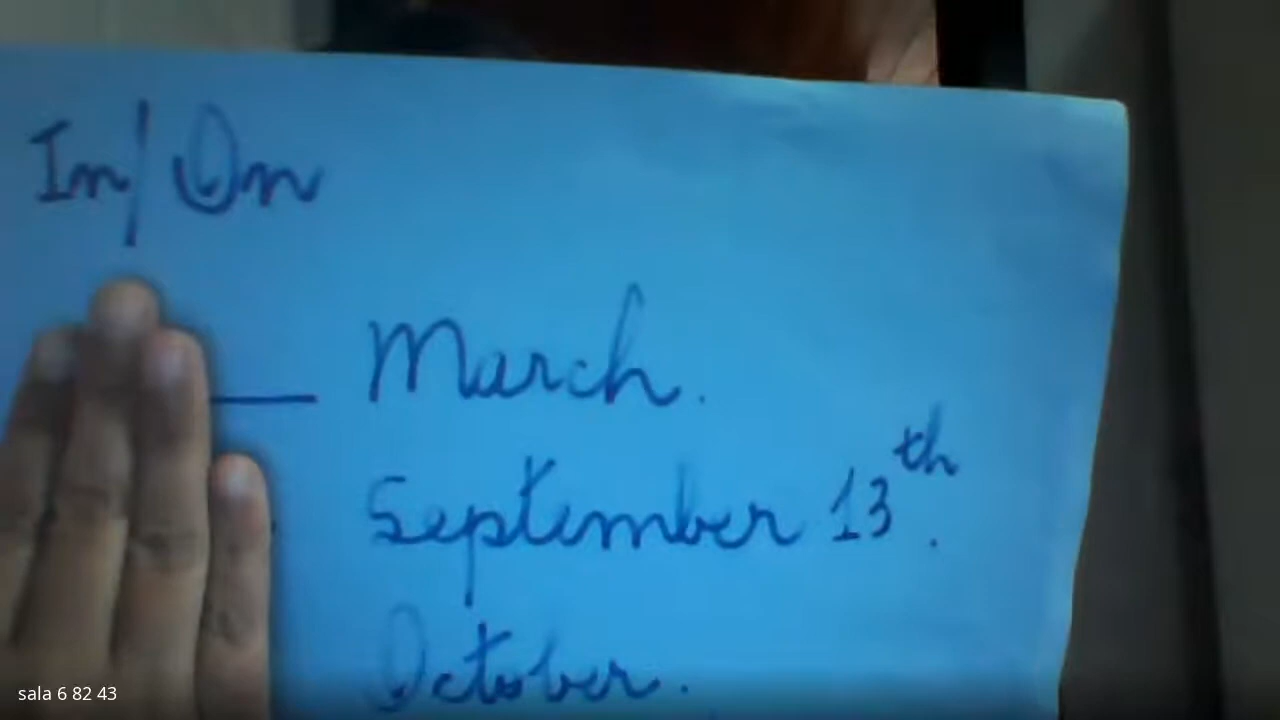 In/On
___ March.
September 13th.
October.
sala 6 82 43